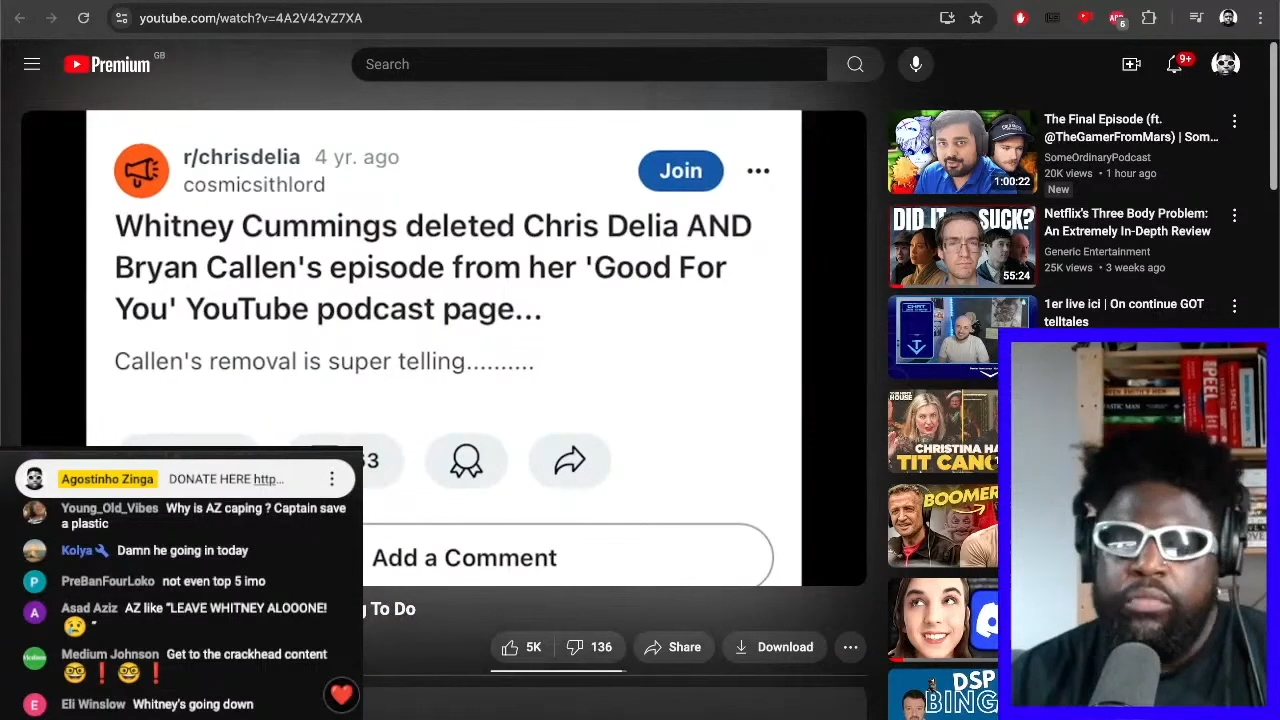 youtube.com/watch?v=4A2V42vZ7XA
5
Premium
GB
Search
9+
r/chrisdelia 4 yr. ago
cosmicsithlord
Join
Whitney Cummings deleted Chris Delia AND
Bryan Callen's episode from her 'Good For
You' YouTube podcast page...
Callen's removal is super telling..........
Add a Comment
To Do
5K
136
Share
Download
The Final Episode (ft.
@TheGamerFromMars) | Som...
SomeOrdinaryPodcast
20K views • 1 hour ago
New
1:00:22
DID IT SUCK?
55:24
Netflix's Three Body Problem:
An Extremely In-Depth Review
Generic Entertainment
25K views • 3 weeks ago
CHAT
1er live ici | On continue GOT
telltales
CHRISTINA HA
TIT CANC
BOOMER
DSP
BING
PEEL
Agostinho Zinga DONATE HERE http...
Young_Old_Vibes Why is AZ caping ? Captain save
a plastic
Kolya Damn he going in today
P
PreBanFourLoko not even top 5 imo
A
Asad Aziz AZ like "LEAVE WHITNEY ALOOONE!
😢 "
Medium Johnson Get to the crackhead content
🤓❗🤓❗
E
Eli Winslow Whitney's going down